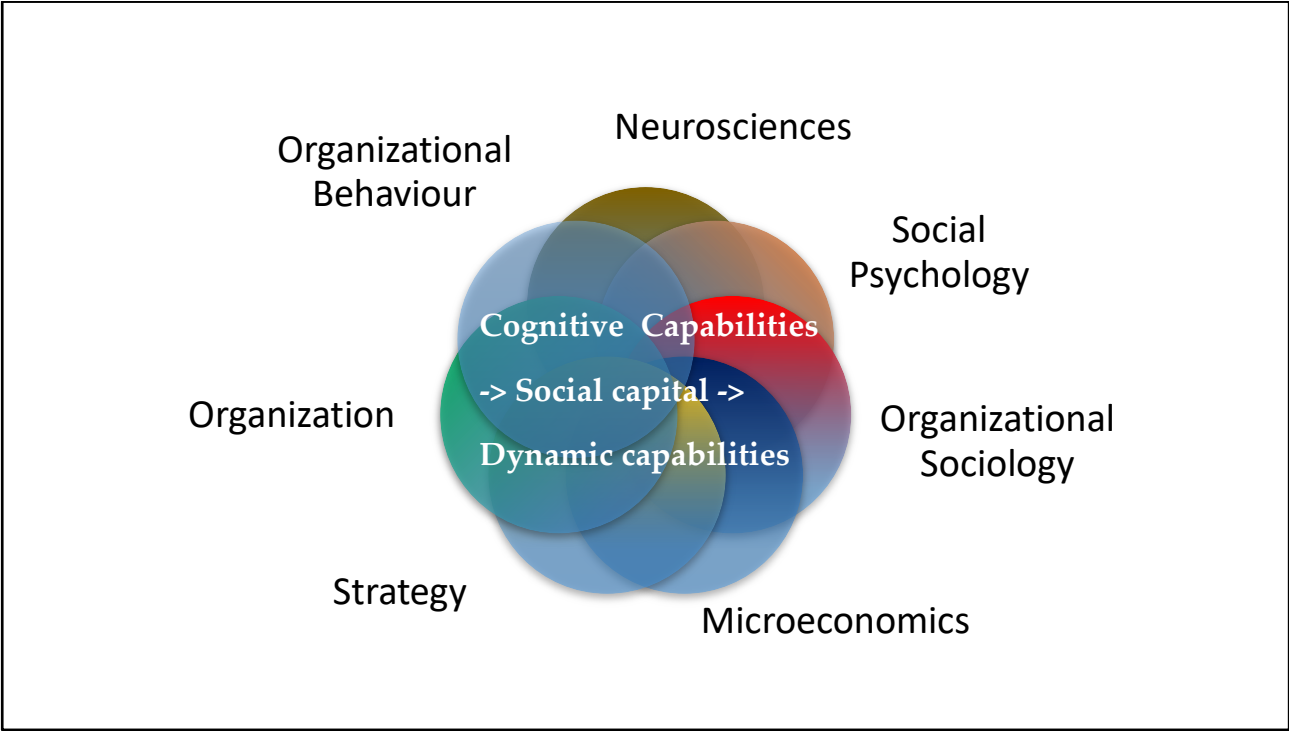 Neurosciences
Organizational
Behaviour
Social
Psychology
Cognitive  Capabilities
-> Social capital ->
Dynamic capabilities
Organization
Organizational
Sociology
Strategy
Microeconomics